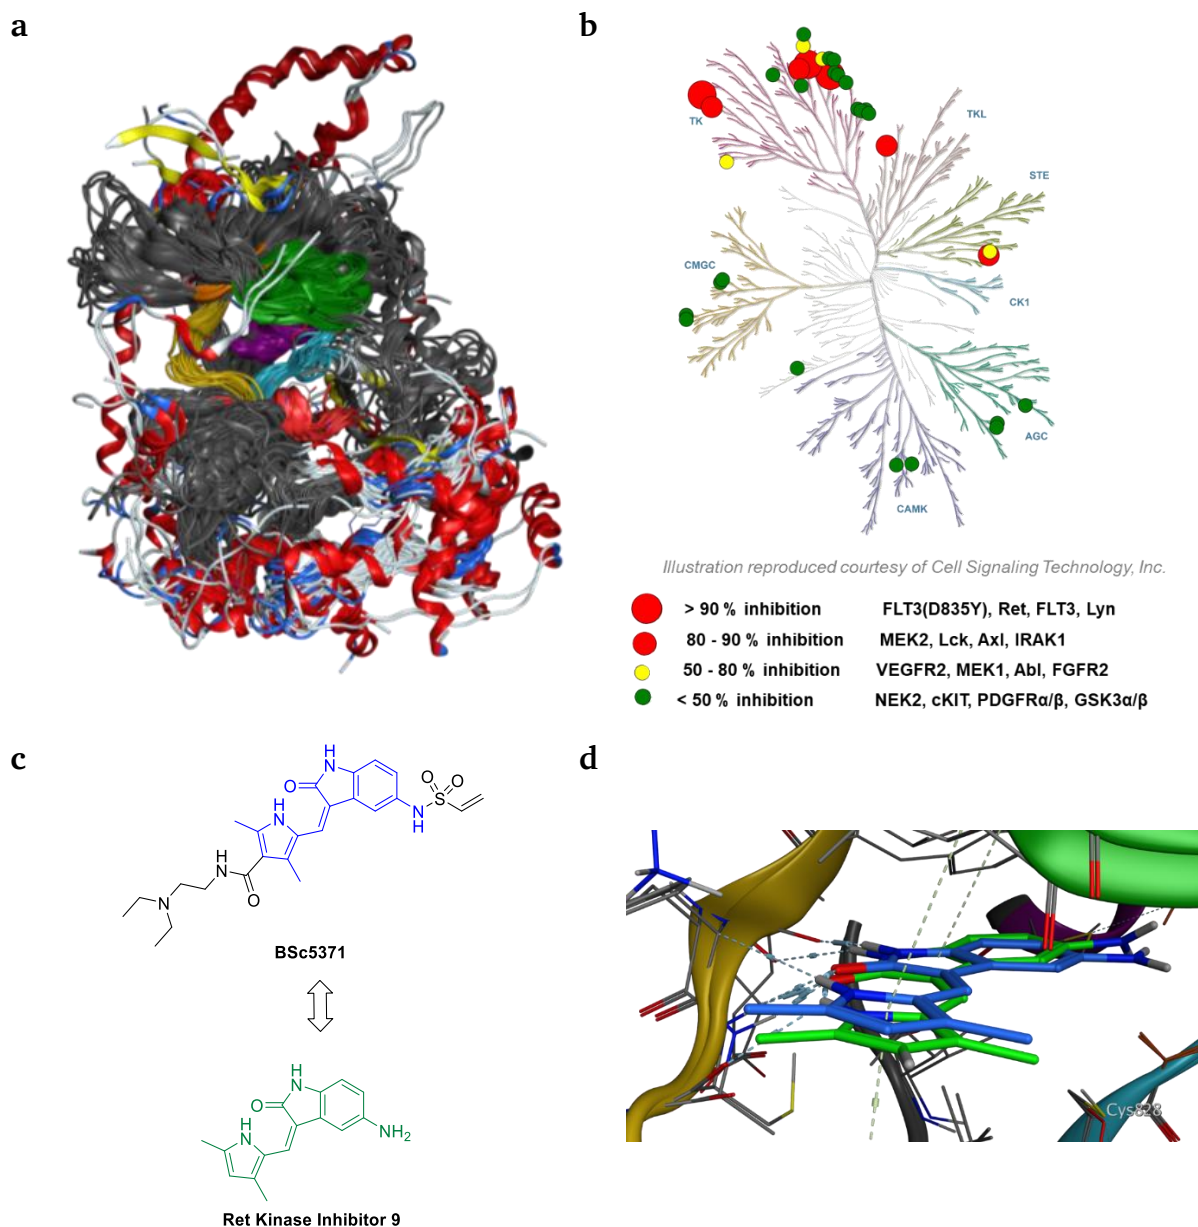 a
b
TK
TKL
STE
CMGC
CK1
AGC
CAMK
Illustration reproduced courtesy of Cell Signaling Technology, Inc.
> 90 % inhibition FLT3(D835Y), Ret, FLT3, Lyn
80 - 90 % inhibition MEK2, Lck, Axl, IRAK1
50 - 80 % inhibition VEGFR2, MEK1, Abl, FGFR2
< 50 % inhibition NEK2, cKIT, PDGFRα/β, GSK3α/β
c
H
N
O
H
N
O O
S
N
H
H
N
O
N
BSc5371
H
N
O
H
N
NH2
Ret Kinase Inhibitor 9
d
Cys828